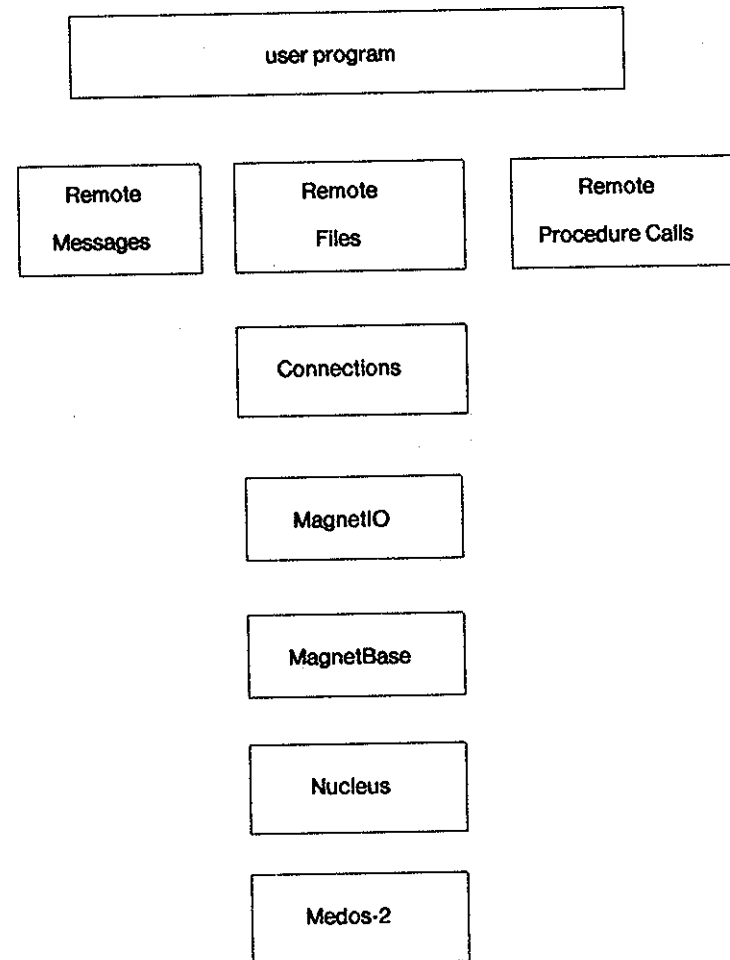 user program
Remote
Messages
Remote
Files
Remote
Procedure Calls
Connections
MagnetIO
MagnetBase
Nucleus
Medos-2